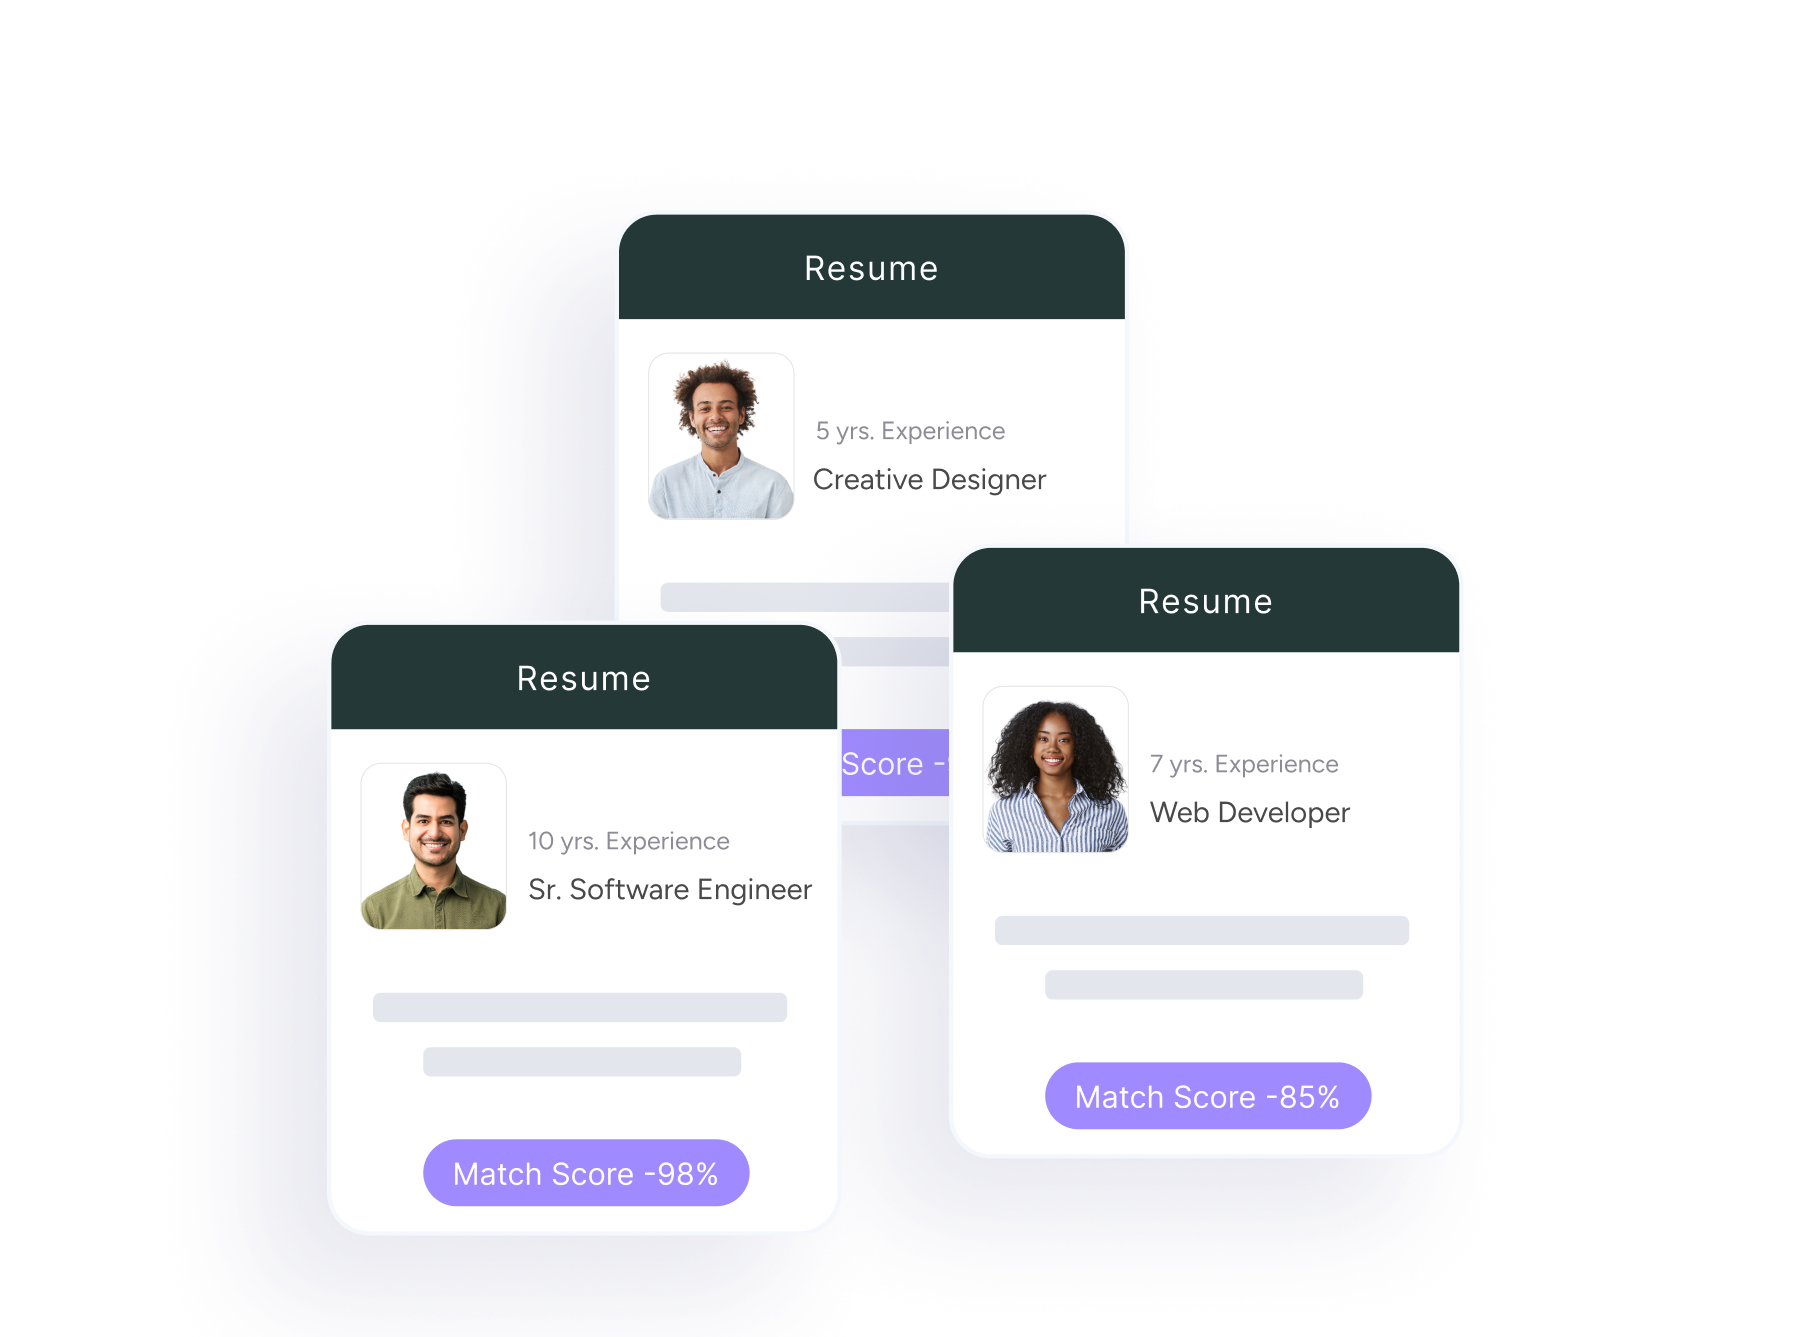 Resume
5 yrs. Experience
Creative Designer
Score -
Resume
7 yrs. Experience
Web Developer
Match Score -85%
Resume
10 yrs. Experience
Sr. Software Engineer
Match Score -98%